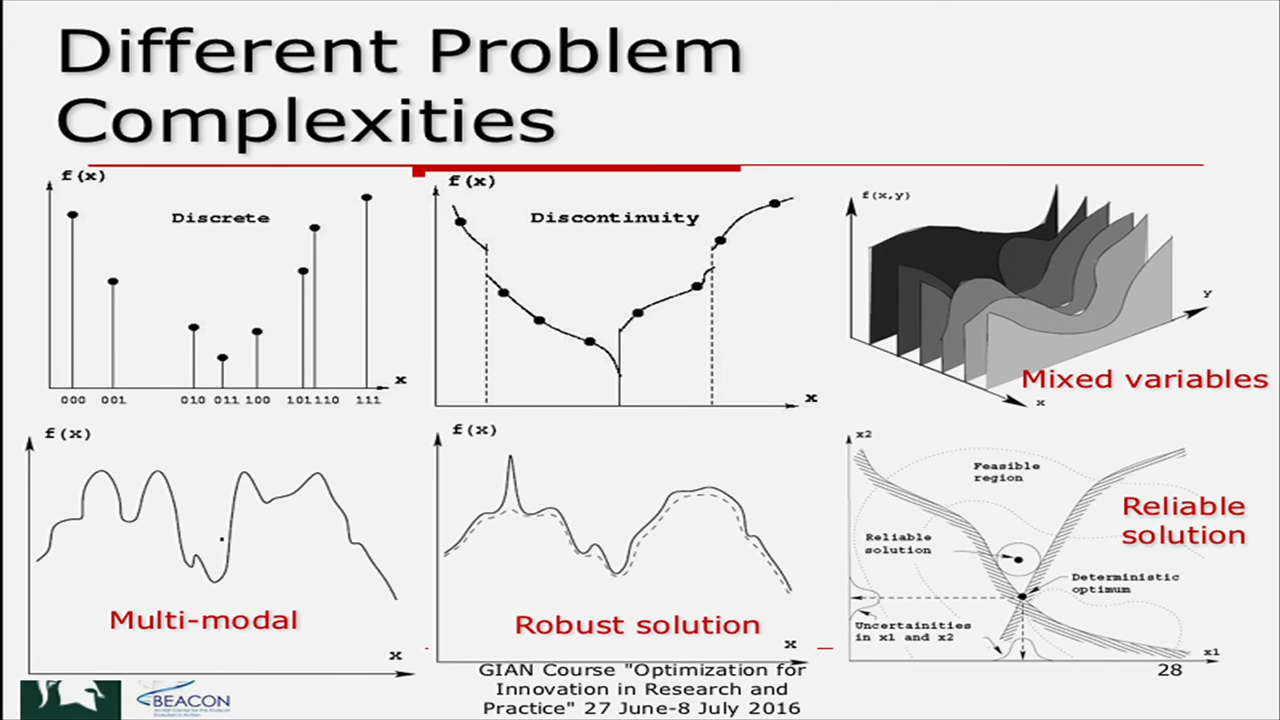 Different Problem
Complexities
f(x)
Discrete
x
000 001 010 011 100 101 110 111
f(x)
Discontinuity
x
f(x,y)
y
x
Mixed variables
f(x)
Multi-modal
x
f(x)
Robust solution
x
x2
Feasible
region
Reliable
solution
Reliable
solution
Deterministic
optimum
Uncertainities
in x1 and x2
x1
GIAN Course "Optimization for
Innovation in Research and
Practice" 27 June-8 July 2016
28
BEACON